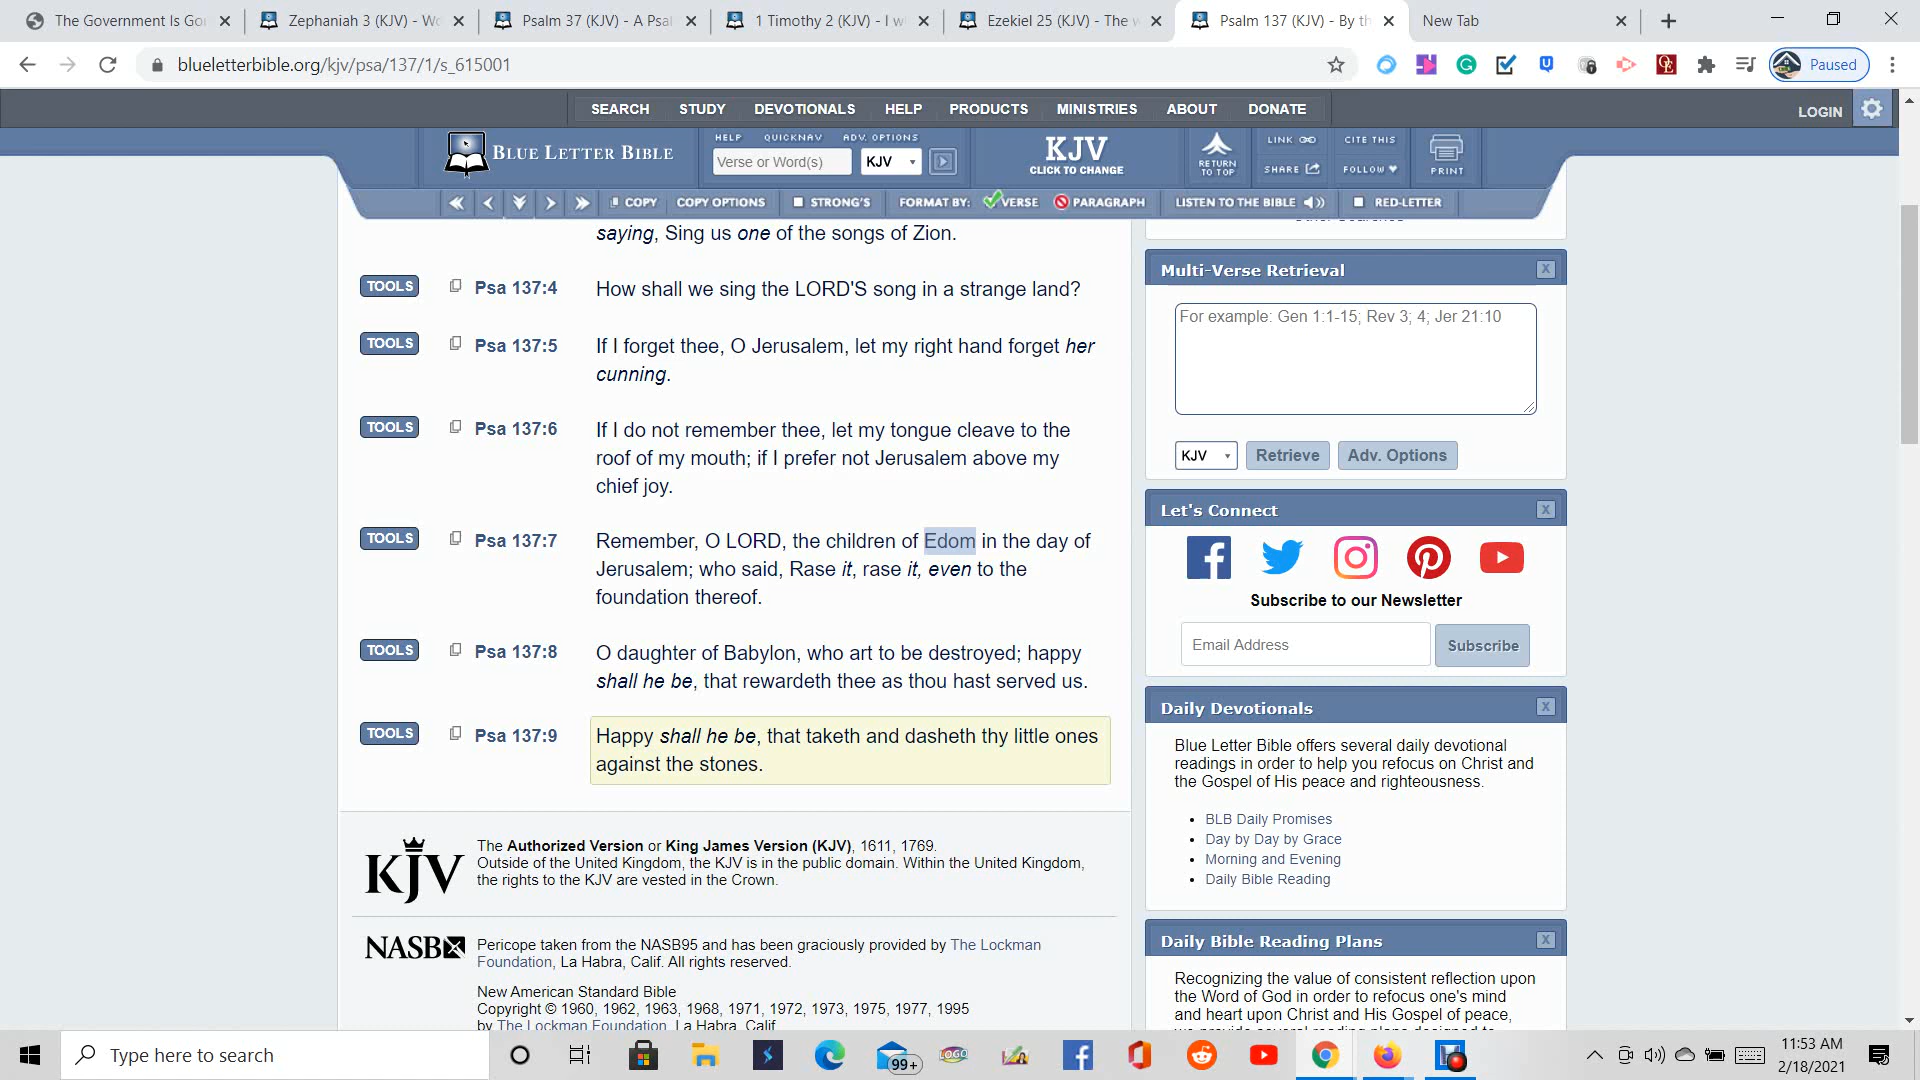 The Government Is Go
Zephaniah 3 (KJV) - Wo
Psalm 37 (KJV) - A Psa
1 Timothy 2 (KJV) - I w
Ezekiel 25 (KJV) - The w
Psalm 137 (KJV) - By th
New Tab
blueletterbible.org/kjv/psa/137/1/s_615001
Paused
SEARCH STUDY DEVOTIONALS HELP PRODUCTS MINISTRIES ABOUT DONATE
LOGIN
BLUE LETTER BIBLE
HELP QUICKNAV ADV. OPTIONS
Verse or Word(s) KJV
KJV
CLICK TO CHANGE
RETURN
TO TOP
LINK
SHARE
CITE THIS
FOLLOW
PRINT
COPY COPY OPTIONS STRONG'S FORMAT BY: VERSE PARAGRAPH LISTEN TO THE BIBLE RED-LETTER
saying, Sing us one of the songs of Zion.
TOOLS Psa 137:4 How shall we sing the LORD'S song in a strange land?
TOOLS Psa 137:5 If I forget thee, O Jerusalem, let my right hand forget her
cunning.
TOOLS Psa 137:6 If I do not remember thee, let my tongue cleave to the
roof of my mouth; if I prefer not Jerusalem above my
chief joy.
TOOLS Psa 137:7 Remember, O LORD, the children of Edom in the day of
Jerusalem; who said, Rase it, rase it, even to the
foundation thereof.
TOOLS Psa 137:8 O daughter of Babylon, who art to be destroyed; happy
shall he be, that rewardeth thee as thou hast served us.
TOOLS Psa 137:9 Happy shall he be, that taketh and dasheth thy little ones
against the stones.
KJV
The Authorized Version or King James Version (KJV), 1611, 1769.
Outside of the United Kingdom, the KJV is in the public domain. Within the United Kingdom,
the rights to the KJV are vested in the Crown.
NASB
Pericope taken from the NASB95 and has been graciously provided by The Lockman
Foundation, La Habra, Calif. All rights reserved.
New American Standard Bible
Copyright © 1960, 1962, 1963, 1968, 1971, 1972, 1973, 1975, 1977, 1995
by The Lockman Foundation, La Habra, Calif
Multi-Verse Retrieval X
For example: Gen 1:1-15; Rev 3; 4; Jer 21:10
KJV Retrieve Adv. Options
Let's Connect X
Subscribe to our Newsletter
Email Address Subscribe
Daily Devotionals X
Blue Letter Bible offers several daily devotional
readings in order to help you refocus on Christ and
the Gospel of His peace and righteousness.
BLB Daily Promises
Day by Day by Grace
Morning and Evening
Daily Bible Reading
Daily Bible Reading Plans X
Recognizing the value of consistent reflection upon
the Word of God in order to refocus one's mind
and heart upon Christ and His Gospel of peace,
Type here to search
99+
LOGO
11:53 AM
2/18/2021